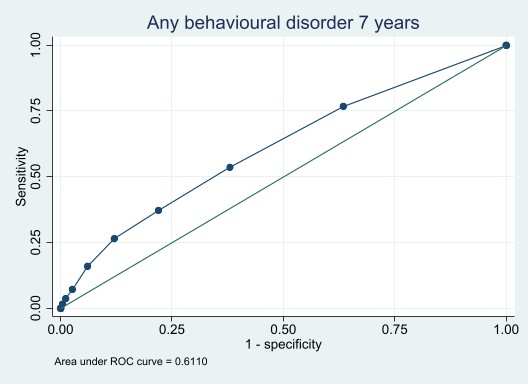 Any behavioural disorder 7 years
Sensitivity
1.00
0.75
0.50
0.25
0.00
0.00 0.25 0.50 0.75 1.00
1 - specificity
Area under ROC curve = 0.6110